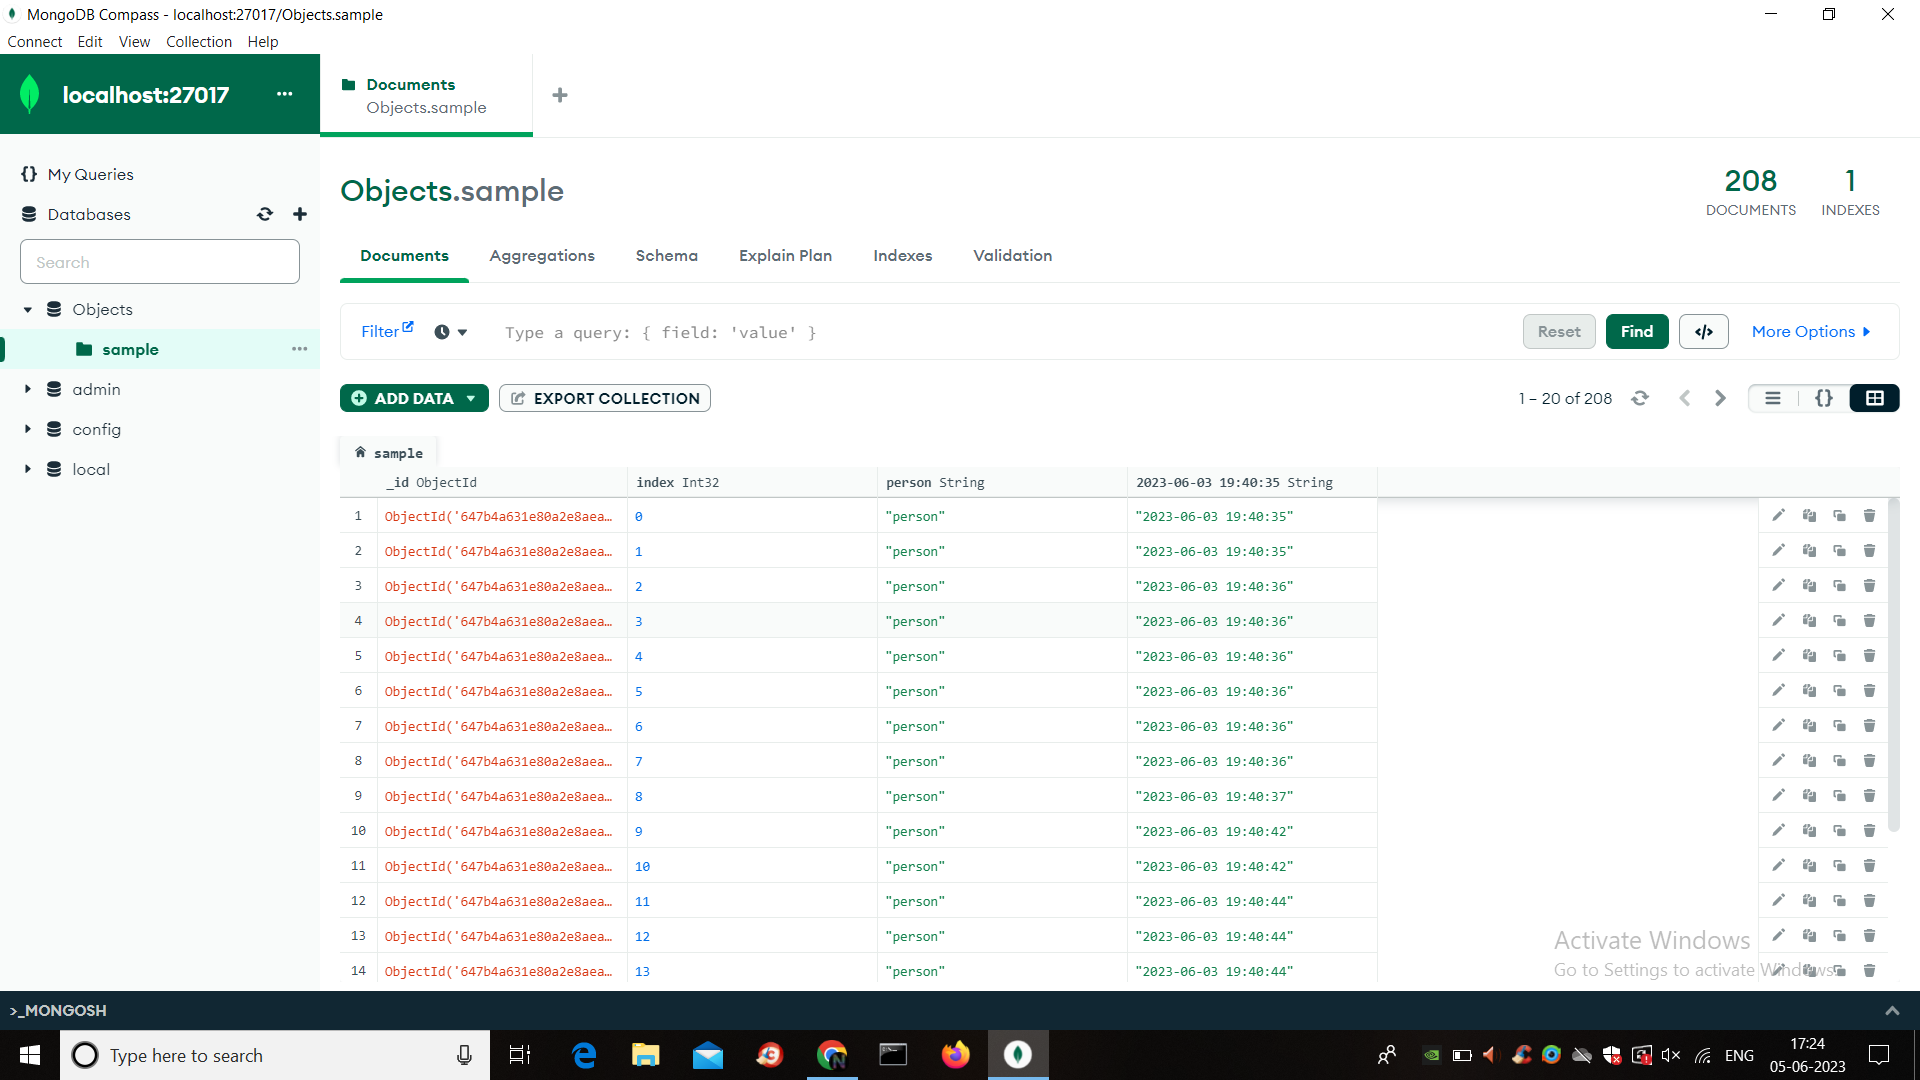 MongoDB Compass - localhost:27017/Objects.sample
Connect Edit View Collection Help
localhost:27017 ···
Documents
Objects.sample
My Queries
Databases
Search
Objects
sample
admin
config
local
Objects.sample
208 DOCUMENTS
1 INDEXES
Documents Aggregations Schema Explain Plan Indexes Validation
Filter Type a query: { field: 'value' } Reset Find </> More Options
ADD DATA EXPORT COLLECTION 1 – 20 of 208 {}
sample
_id ObjectId index Int32 person String 2023-06-03 19:40:35 String
1 ObjectId('647b4a631e80a2e8aea… 0 "person" "2023-06-03 19:40:35"
2 ObjectId('647b4a631e80a2e8aea… 1 "person" "2023-06-03 19:40:35"
3 ObjectId('647b4a631e80a2e8aea… 2 "person" "2023-06-03 19:40:36"
4 ObjectId('647b4a631e80a2e8aea… 3 "person" "2023-06-03 19:40:36"
5 ObjectId('647b4a631e80a2e8aea… 4 "person" "2023-06-03 19:40:36"
6 ObjectId('647b4a631e80a2e8aea… 5 "person" "2023-06-03 19:40:36"
7 ObjectId('647b4a631e80a2e8aea… 6 "person" "2023-06-03 19:40:36"
8 ObjectId('647b4a631e80a2e8aea… 7 "person" "2023-06-03 19:40:36"
9 ObjectId('647b4a631e80a2e8aea… 8 "person" "2023-06-03 19:40:37"
10 ObjectId('647b4a631e80a2e8aea… 9 "person" "2023-06-03 19:40:42"
11 ObjectId('647b4a631e80a2e8aea… 10 "person" "2023-06-03 19:40:42"
12 ObjectId('647b4a631e80a2e8aea… 11 "person" "2023-06-03 19:40:44"
13 ObjectId('647b4a631e80a2e8aea… 12 "person" "2023-06-03 19:40:44"
14 ObjectId('647b4a631e80a2e8aea… 13 "person" "2023-06-03 19:40:44"
Activate Windows
Go to Settings to activate Windows.
>_MONGOSH
Type here to search
ENG
17:24
05-06-2023